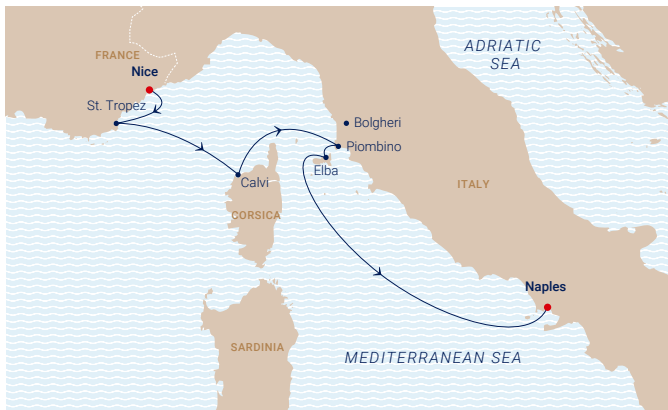 ADRIATIC
SEA
FRANCE
Nice
St. Tropez
Bolgheri
Piombino
Elba
Calvi
ITALY
CORSICA
Naples
SARDINIA
MEDITERRANEAN SEA